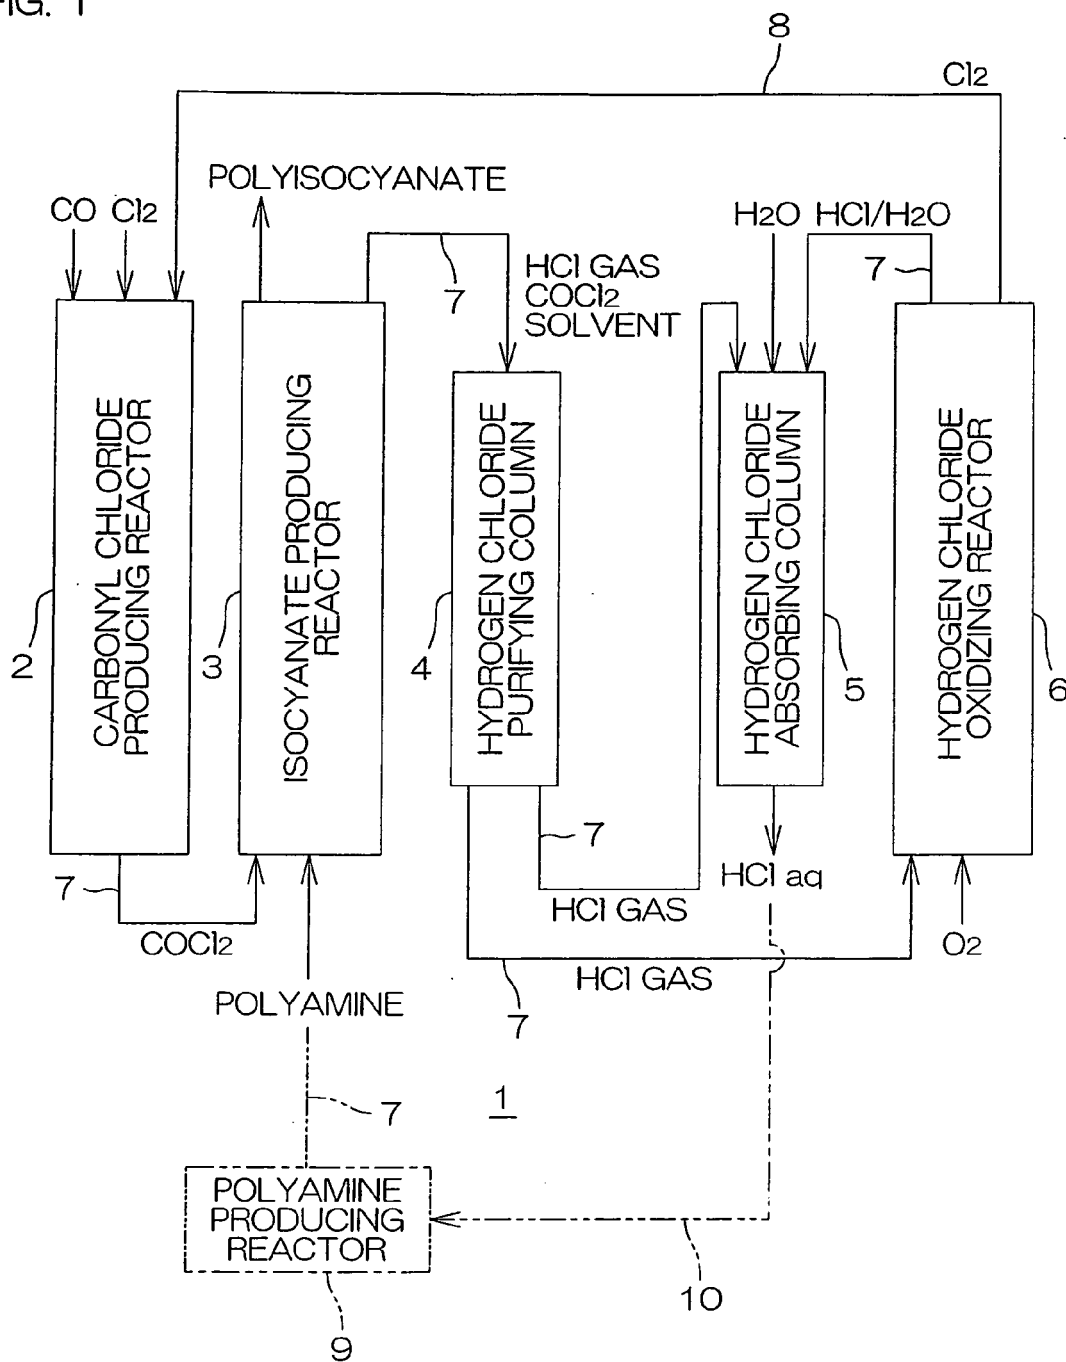 FIG. 1
8
Cl2
POLYISOCYANATE
CO Cl2
H2O HCl/H2O
7
7
HCl GAS
COCl2
SOLVENT
CARBONYL CHLORIDE
PRODUCING REACTOR
ISOCYANATE PRODUCING
REACTOR
HYDROGEN CHLORIDE
PURIFYING COLUMN
HYDROGEN CHLORIDE
ABSORBING COLUMN
HYDROGEN CHLORIDE
OXIDIZING REACTOR
2
3
4
5
6
7
7
HCl aq
HCl GAS
COCl2
O2
HCl GAS
POLYAMINE
7
1
7
POLYAMINE
PRODUCING
REACTOR
10
9